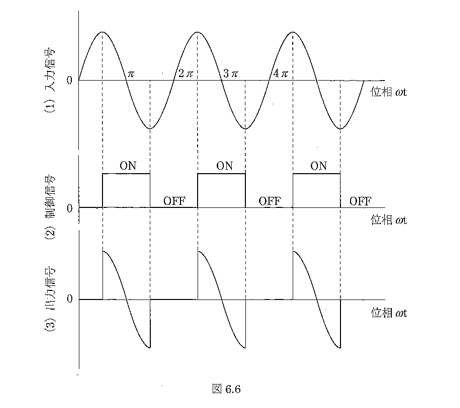 (1) 入力信号
0
π
2π
3π
4π
位相 ωt
(2) 制御信号
0
ON
OFF
ON
OFF
ON
OFF
位相 ωt
(3) 出力信号
0
位相 ωt
図 6.6